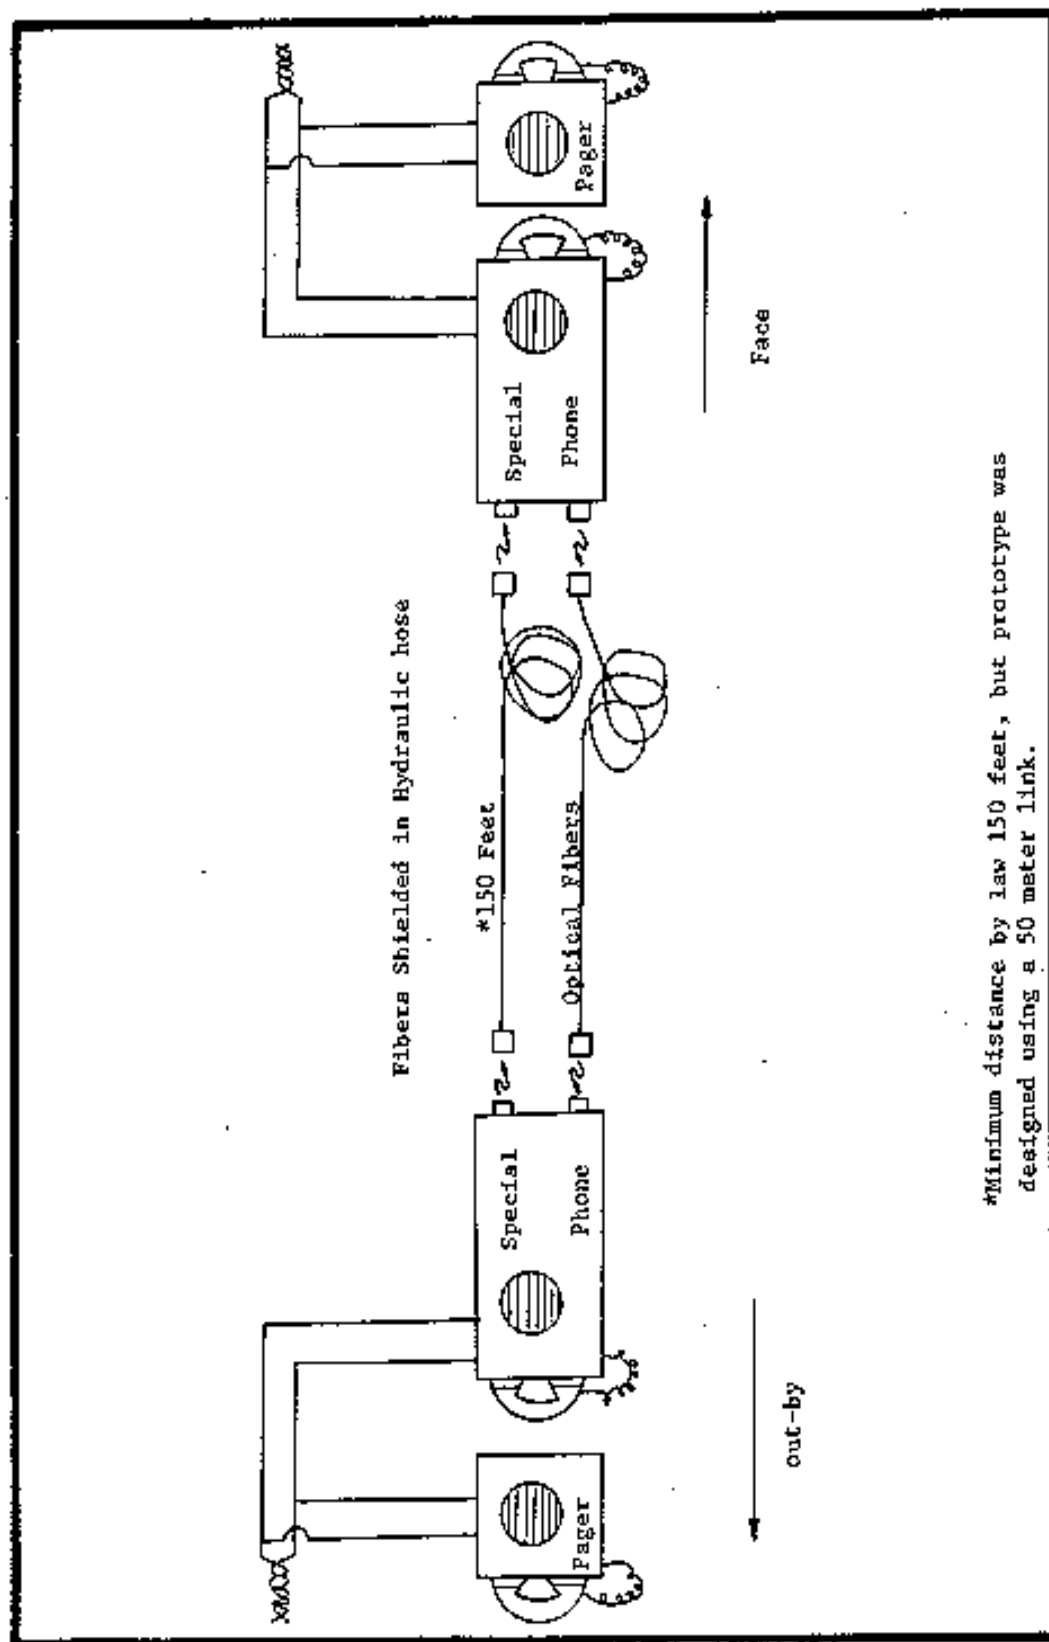 Fibers Shielded in Hydraulic hose
*150 Feet
Optical Fibers
Pager
Special
Phone
Special
Phone
Pager
out-by
Face
*Minimum distance by law 150 feet, but prototype was
designed using a 50 meter link.